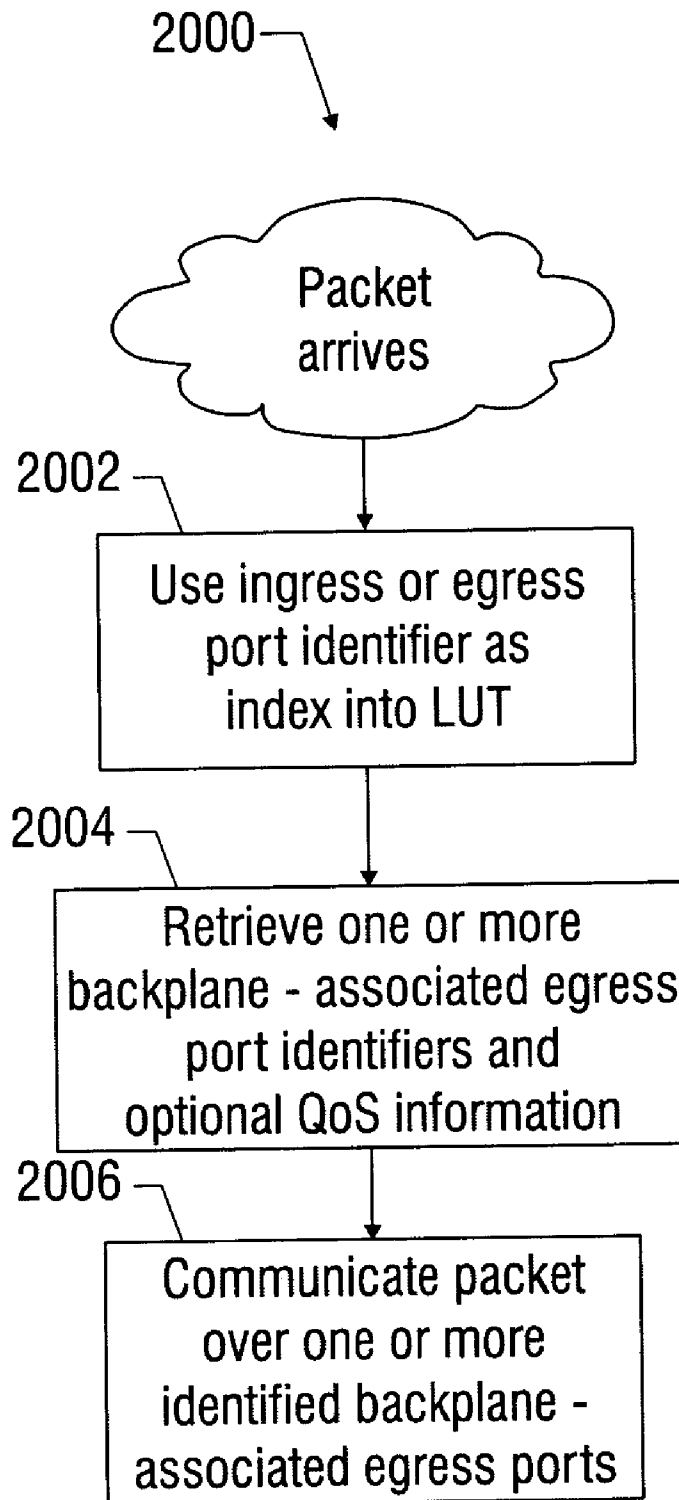 2000
Packet
arrives
2002
Use ingress or egress
port identifier as
index into LUT
2004
Retrieve one or more
backplane - associated egress
port identifiers and
optional QoS information
2006
Communicate packet
over one or more
identified backplane -
associated egress ports